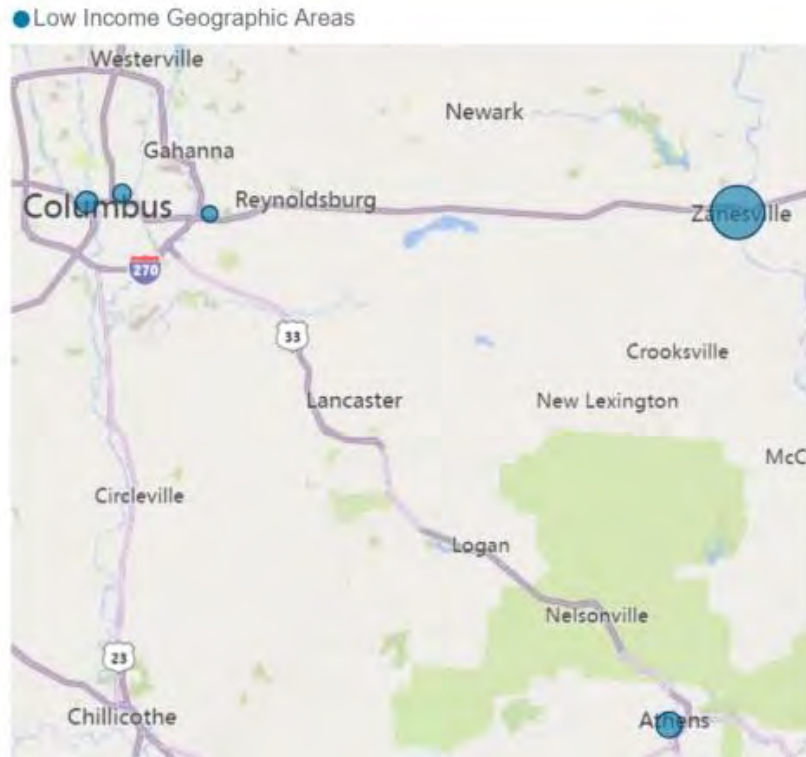 Low Income Geographic Areas
Westerville
Newark
Gahanna
Reynoldsburg
Columbus
Zanesville
270
33
Crooksville
Lancaster
New Lexington
McC
Circleville
Logan
Nelsonville
23
Chillicothe
Athens